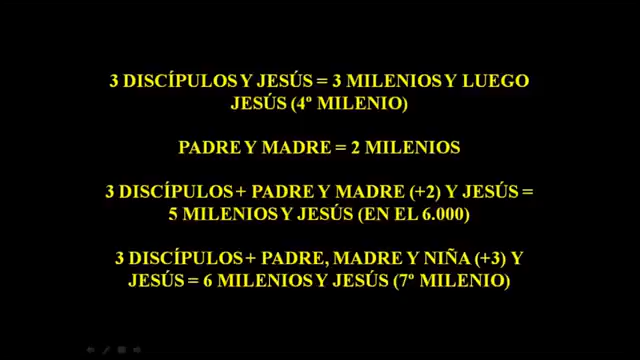 3 DISCÍPULOS Y JESÚS = 3 MILENIOS Y LUEGO
JESÚS (4º MILENIO)
PADRE Y MADRE = 2 MILENIOS
3 DISCÍPULOS + PADRE Y MADRE (+2) Y JESÚS =
5 MILENIOS Y JESÚS (EN EL 6.000)
3 DISCÍPULOS + PADRE, MADRE Y NIÑA (+3) Y
JESÚS = 6 MILENIOS Y JESÚS (7º MILENIO)